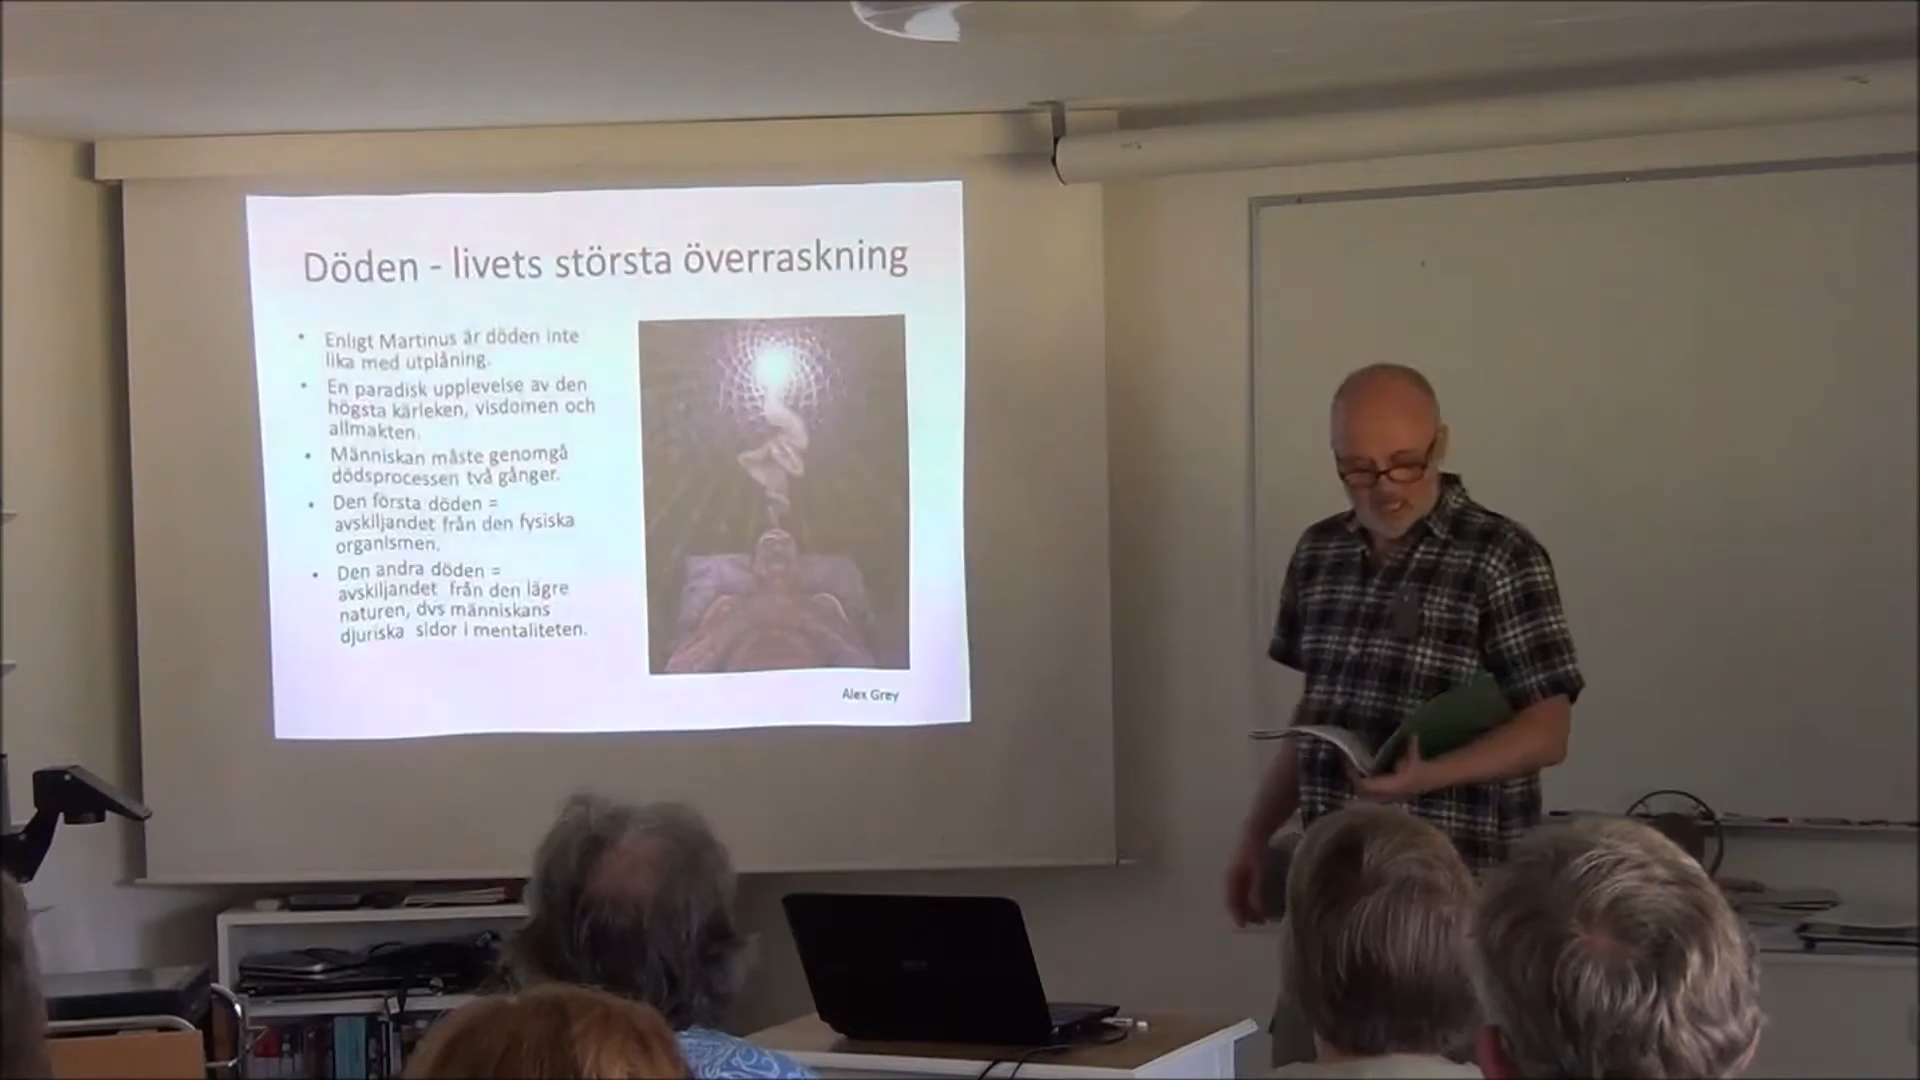 Döden - livets största överraskning
• Enligt Martinus är döden inte
lika med utplåning.
• En paradisk upplevelse av den
högsta kärleken, visdomen och
allmakten.
• Människan måste genomgå
dödsprocessen två gånger.
• Den första döden =
avskiljandet från den fysiska
organismen.
• Den andra döden =
avskiljandet från den lägre
naturen, dvs människans
djuriska sidor i mentaliteten.
Alex Grey